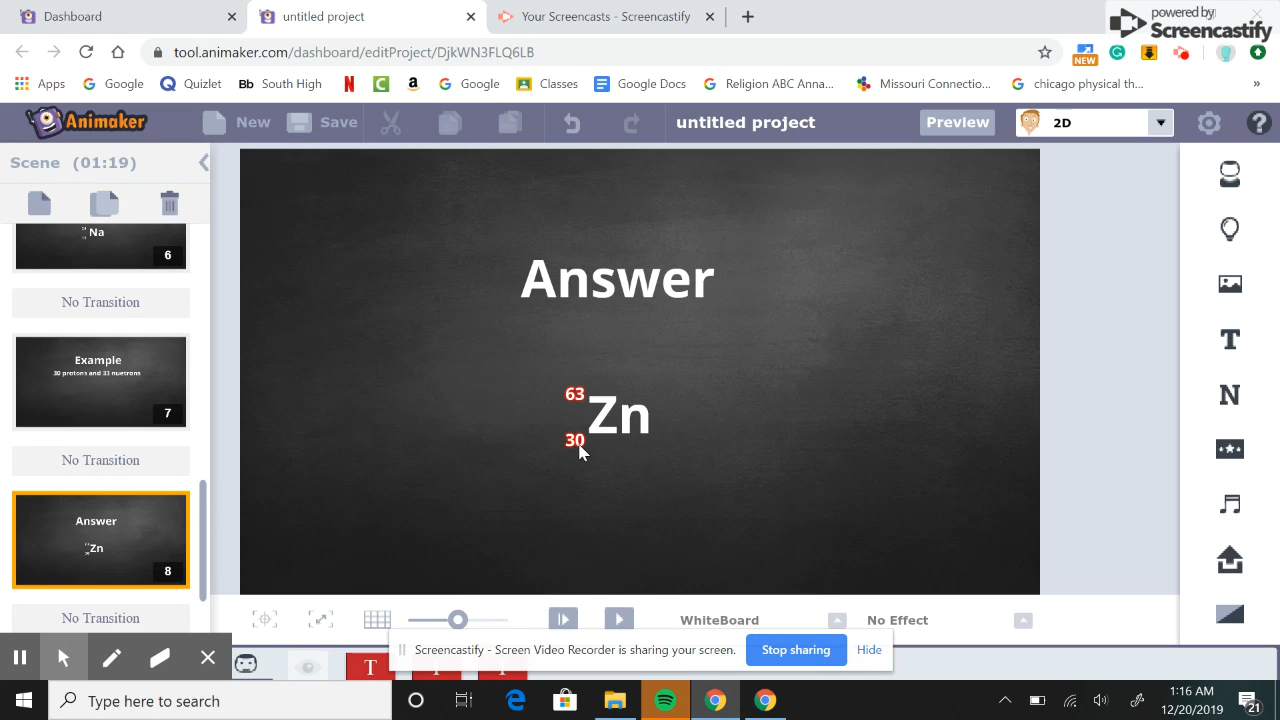 Dashboard
untitled project
Your Screencasts - Screencastify
powered by
Screencastify
tool.animaker.com/dashboard/editProject/DjkWN3FLQ6LB
NEW
Apps
Google
Quizlet
Bb South High
Google
Classes
Google Docs
Religion ABC Anna...
Missouri Connectio...
chicago physical th...
»
Animaker
New
Save
untitled project
Preview
2D
Scene (01:19)
Na
6
No Transition
Example
30 protons and 33 nuetrons
7
No Transition
Answer
Zn
8
No Transition
Answer
63
Zn
30
T
N
WhiteBoard
No Effect
Screencastify - Screen Video Recorder is sharing your screen.
Stop sharing
Hide
T
Type here to search
1:16 AM
12/20/2019
21